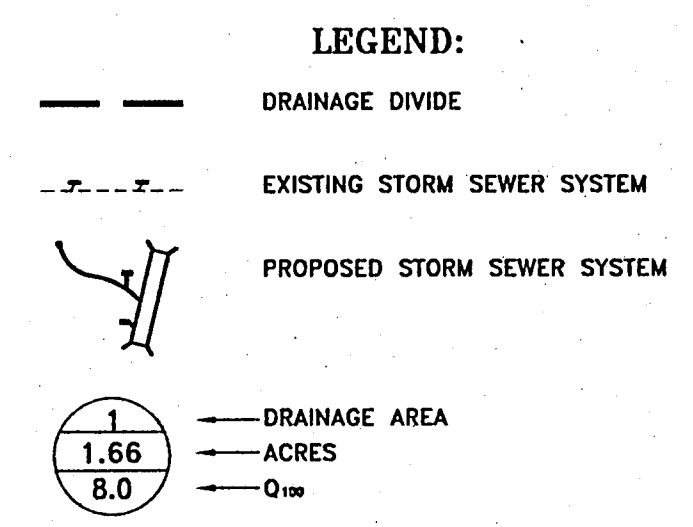 LEGEND:
DRAINAGE DIVIDE
EXISTING STORM SEWER SYSTEM
PROPOSED STORM SEWER SYSTEM
1 DRAINAGE AREA
1.66 ACRES
8.0 Q100